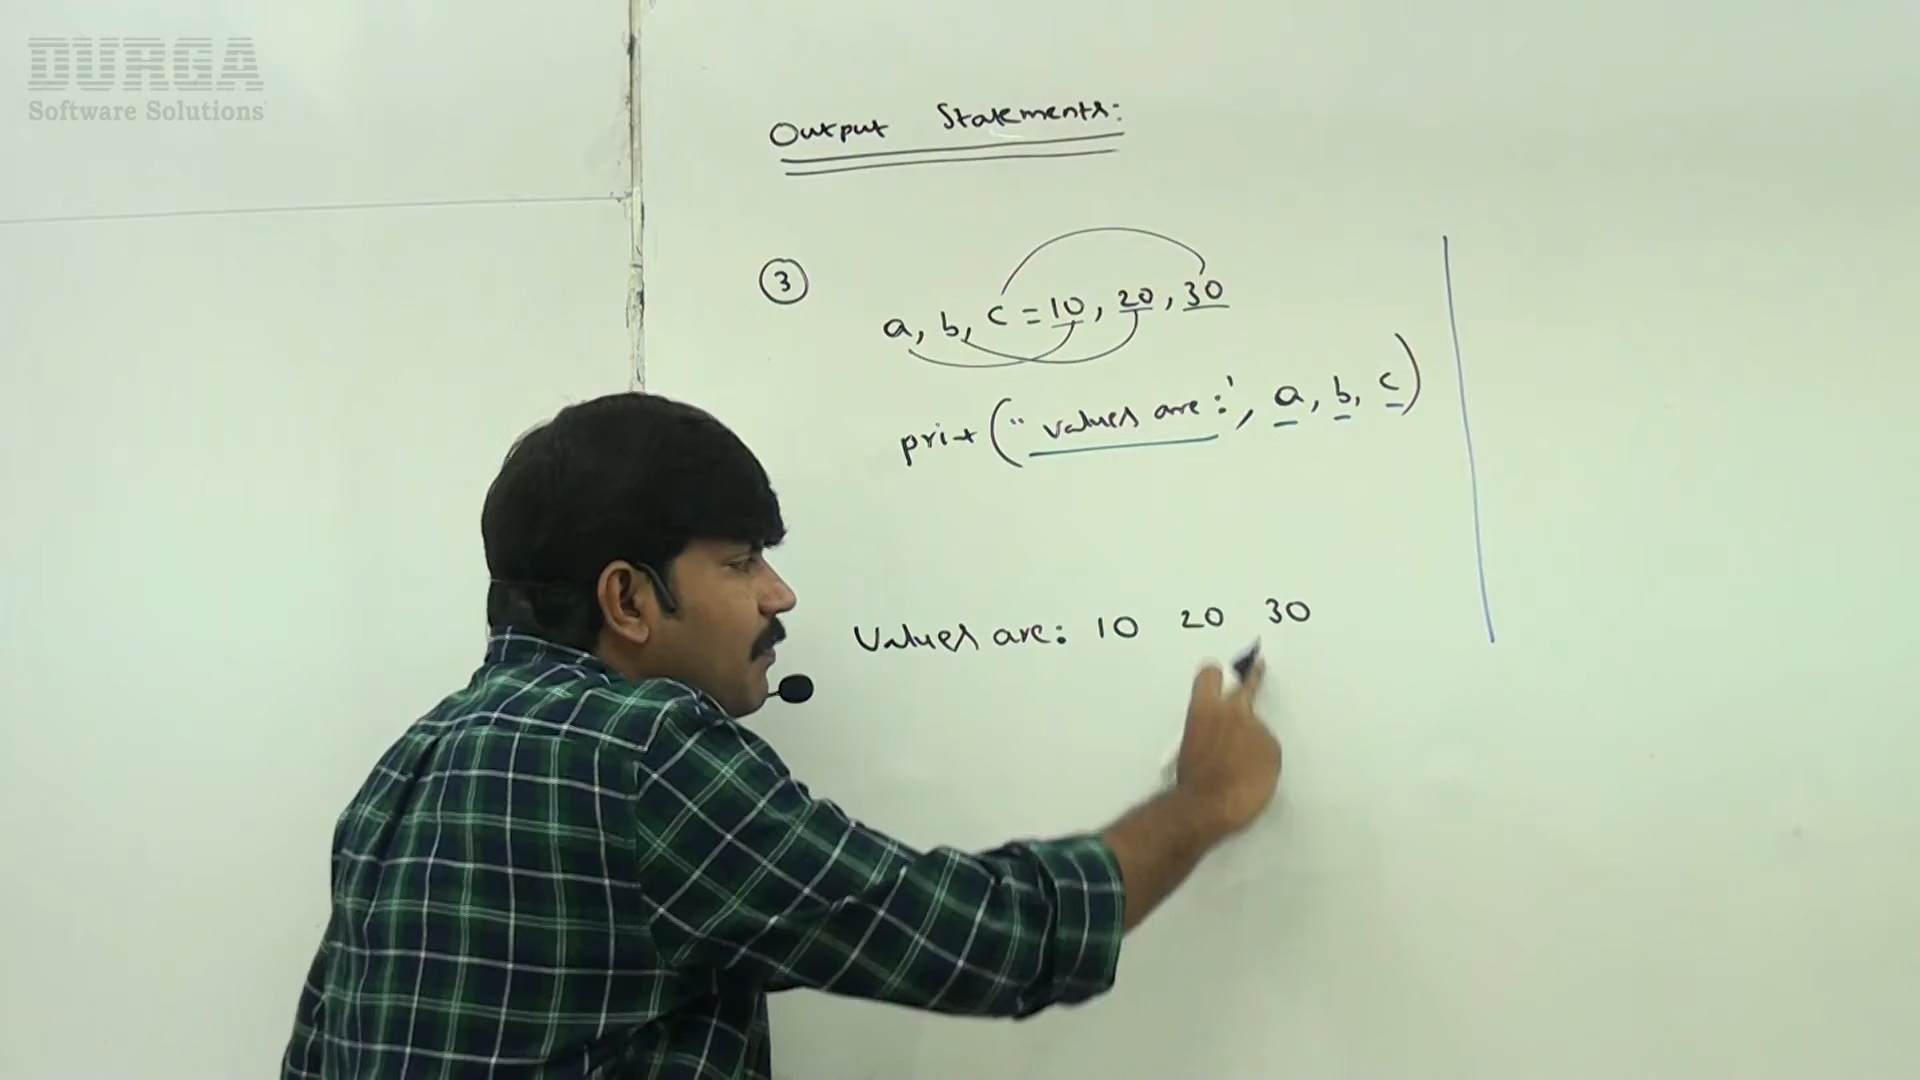 DURGA
Software Solutions
Output Statements:
3
a, b, c = 10, 20, 30
print ("values are:', a, b, c)
Values are: 10 20 30